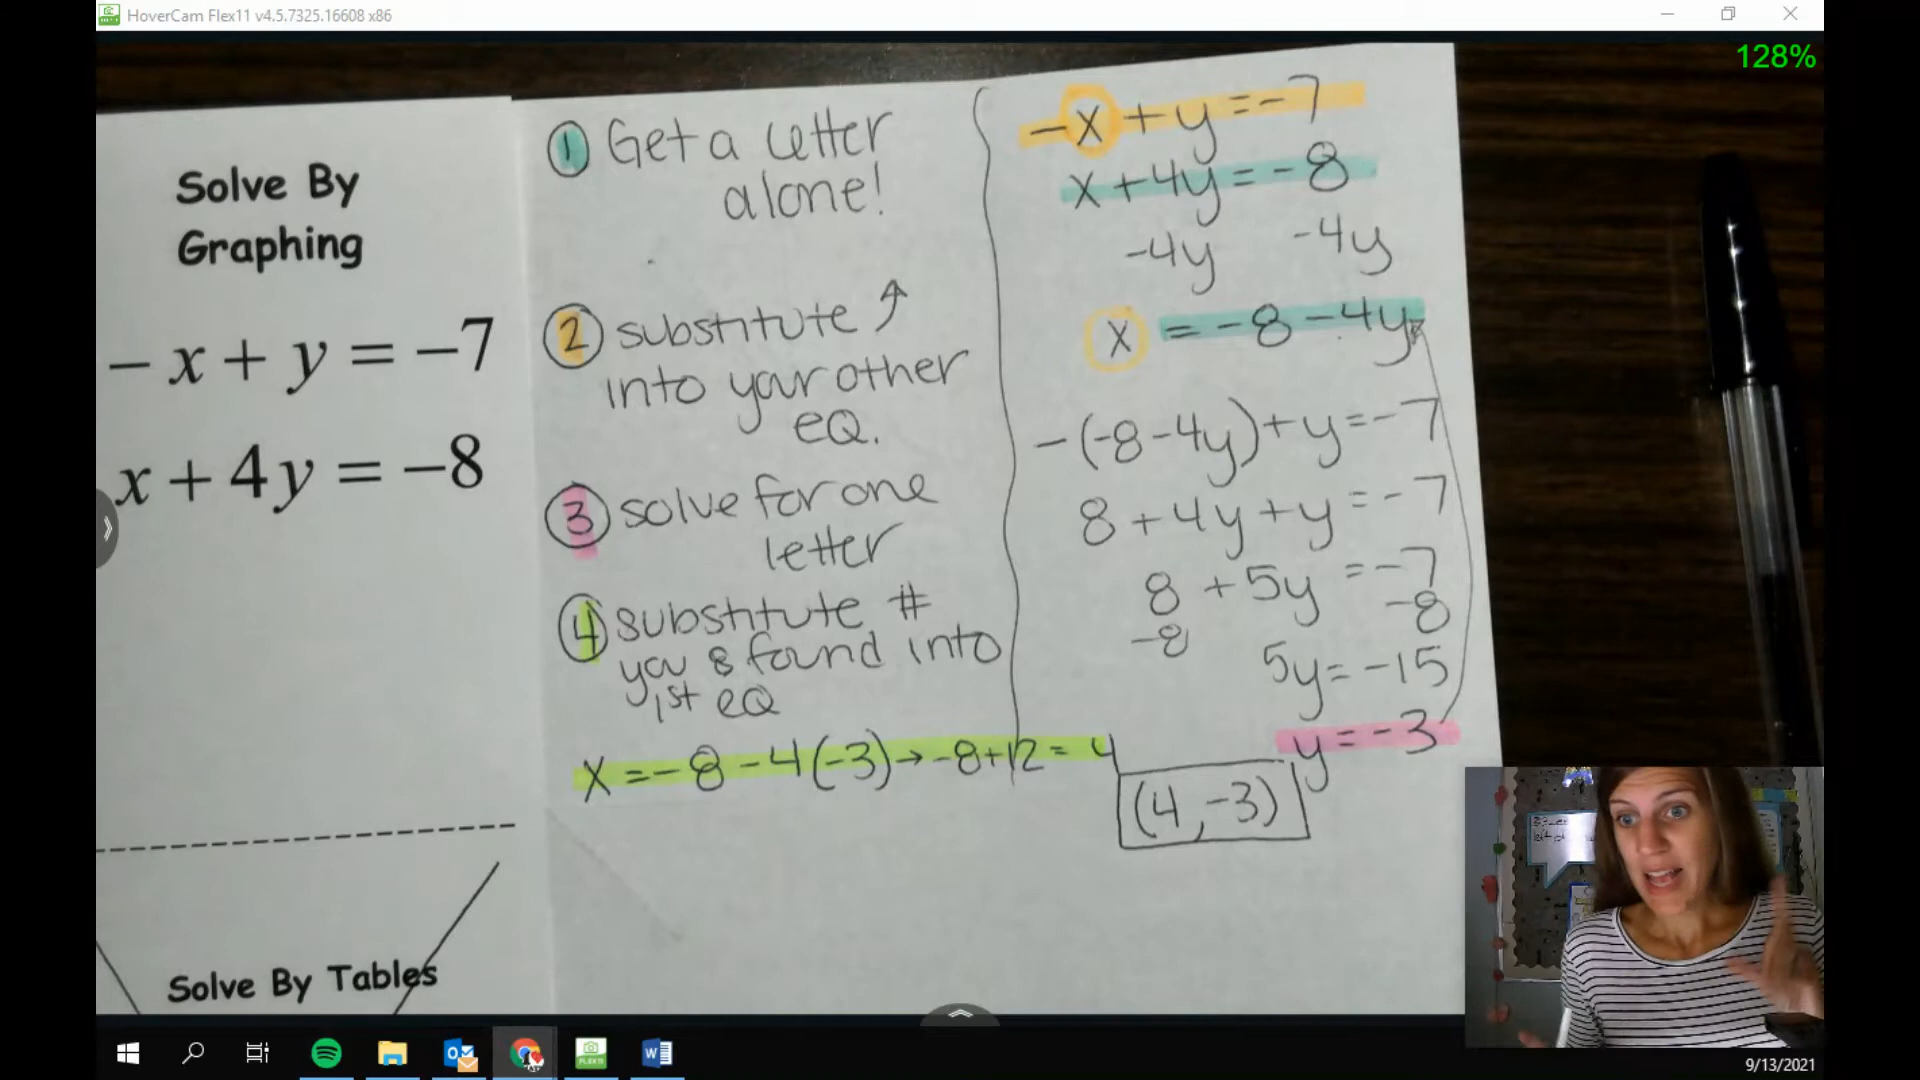 HoverCam Flex11 v4.5.7325.16608 x86
128%
Solve By
Graphing
− x + y = −7
x + 4y = −8
Solve By Tables
① Get a letter
alone!
② substitute ↑
into your other
eQ.
③ solve for one
letter
④ substitute #
you 8 found into
1st eQ
x = -8 - 4(-3) → -8+12 = 4
-x + y = -7
x + 4y = -8
-4y -4y
x = -8 - 4y
-(-8-4y)+y=-7
8+4y+y=-7
8 + 5y = -7
-8 -8
5y = -15
y = -3
(4, -3)
9/13/2021